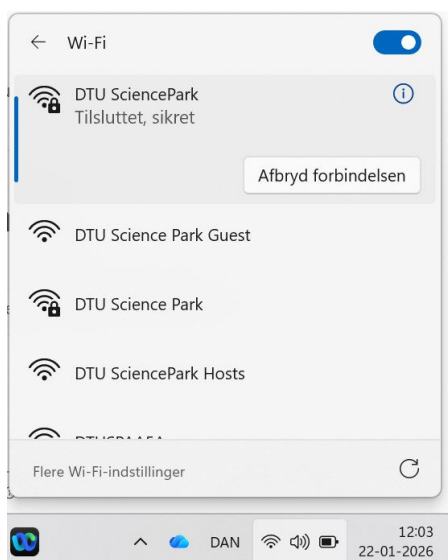 Wi-Fi
DTU SciencePark
Tilsluttet, sikret
Afbryd forbindelsen
DTU Science Park Guest
DTU Science Park
DTU SciencePark Hosts
Flere Wi-Fi-indstillinger
DAN
12:03
22-01-2026